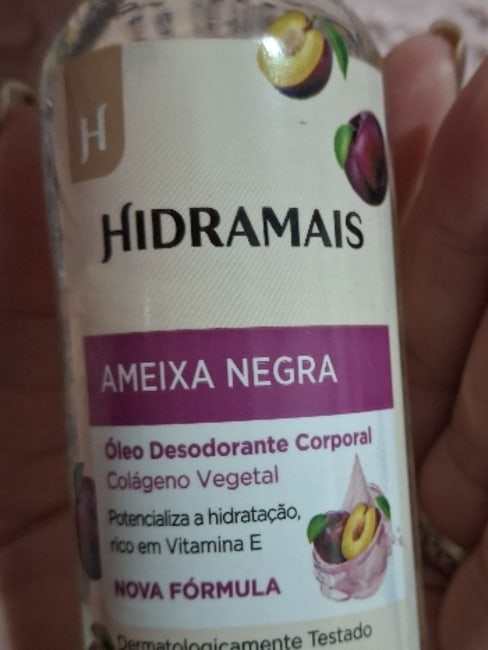 H
HIDRAMAIS
AMEIXA NEGRA
Óleo Desodorante Corporal
Colágeno Vegetal
Potencializa a hidratação,
rico em Vitamina E
NOVA FÓRMULA
Dermatologicamente Testado